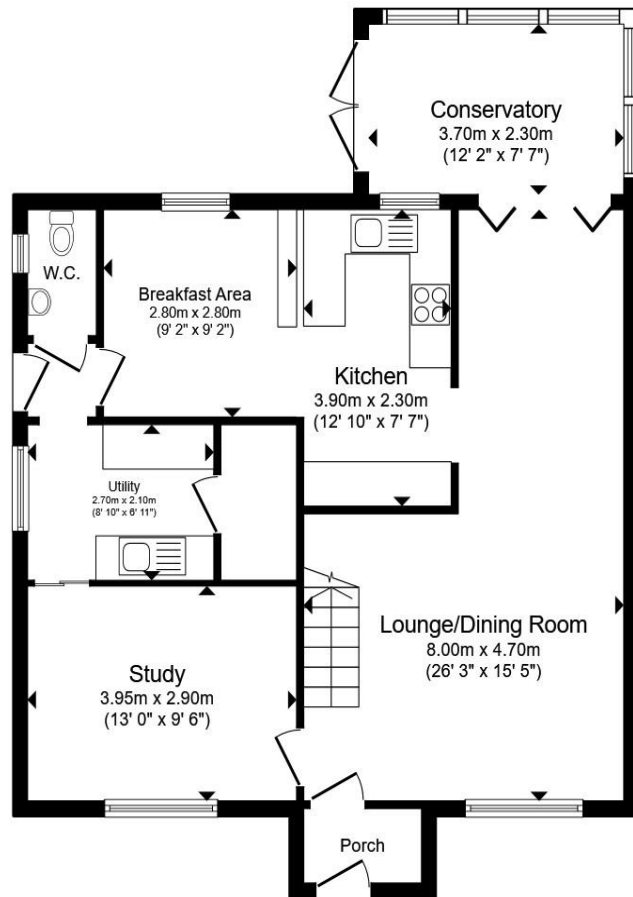 Conservatory
3.70m x 2.30m
(12' 2" x 7' 7")
W.C.
Breakfast Area
2.80m x 2.80m
(9' 2" x 9' 2")
Kitchen
3.90m x 2.30m
(12' 10" x 7' 7")
Utility
2.70m x 2.10m
(8' 10" x 6' 11")
Lounge/Dining Room
8.00m x 4.70m
(26' 3" x 15' 5")
Study
3.95m x 2.90m
(13' 0" x 9' 6")
Porch